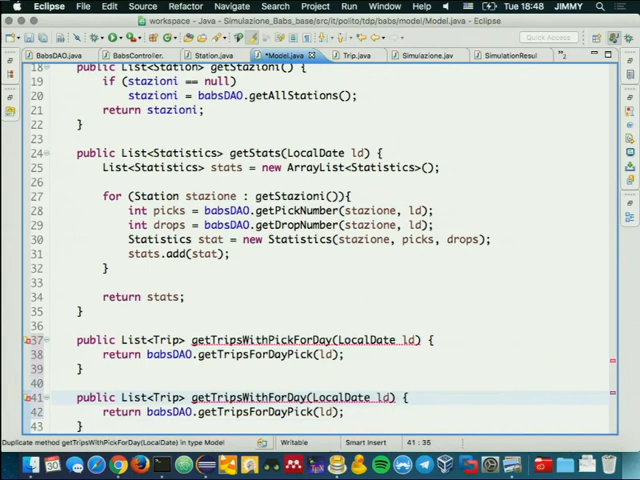 Eclipse File Edit Source Refactor Navigate Search Project Run Window Help Tue 18:48 JIMMY
workspace - Java - Simulazione_Babs_base/src/it/polito/tdp/babs/model/Model.java - Eclipse
Quick Access
BabsDAO.java BabsController. Station.java *Model.java Trip.java Simulazione.jav SimulationResul
18 public List<Station> getStazioni() {
19 if (stazioni == null)
20 stazioni = babsDAO.getAllStations();
21 return stazioni;
22 }
23
24 public List<Statistics> getStats(LocalDate ld) {
25 List<Statistics> stats = new ArrayList<Statistics>();
26
27 for (Station stazione : getStazioni()){
28 int picks = babsDAO.getPickNumber(stazione, ld);
29 int drops = babsDAO.getDropNumber(stazione, ld);
30 Statistics stat = new Statistics(stazione, picks, drops);
31 stats.add(stat);
32 }
33
34 return stats;
35 }
36
37 public List<Trip> getTripsWithPickForDay(LocalDate ld) {
38 return babsDAO.getTripsForDayPick(ld);
39 }
40
41 public List<Trip> getTripsWithForDay(LocalDate ld) {
42 return babsDAO.getTripsForDayPick(ld);
43 }
Duplicate method getTripsWithPickForDay(LocalDate) in type Model Writable Smart Insert 41 : 35